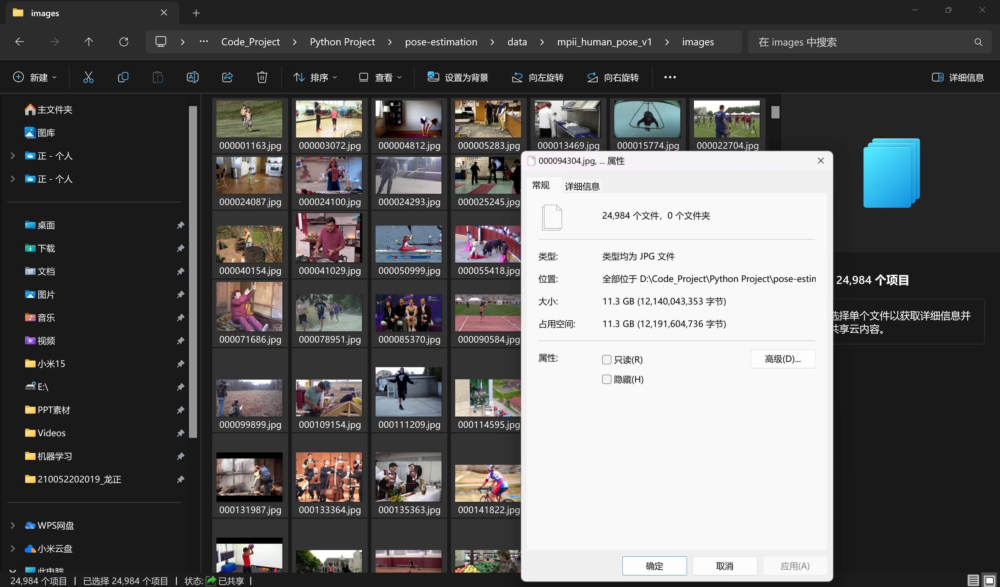 images
Code_Project
Python Project
pose-estimation
data
mpii_human_pose_v1
images
在 images 中搜索
新建
排序
查看
设置为背景
向左旋转
向右旋转
详细信息
主文件夹
图库
正 - 个人
正 - 个人
桌面
下载
文档
图片
音乐
视频
小米15
E:\
PPT素材
Videos
机器学习
210052202019_龙正
WPS网盘
小米云盘
此电脑
000001163.jpg
000003072.jpg
000004812.jpg
000005283.jpg
000013469.jpg
000015774.jpg
000022704.jpg
000024087.jpg
000024100.jpg
000024293.jpg
000025245.jpg
000040154.jpg
000041029.jpg
000050999.jpg
000055418.jpg
000071686.jpg
000078951.jpg
000085370.jpg
000090584.jpg
000099899.jpg
000109154.jpg
000111209.jpg
000114595.jpg
000131987.jpg
000133364.jpg
000135363.jpg
000141822.jpg
000094304.jpg, ... 属性
常规
详细信息
24,984 个文件，0 个文件夹
类型:
类型均为 JPG 文件
位置:
全部位于 D:\Code_Project\Python Project\pose-estin
大小:
11.3 GB (12,140,043,353 字节)
占用空间:
11.3 GB (12,191,604,736 字节)
属性:
只读(R)
高级(D)...
隐藏(H)
确定
取消
应用(A)
24,984 个项目
选择单个文件以获取详细信息并
共享云内容。
24,984 个项目
已选择 24,984 个项目
状态:
已共享